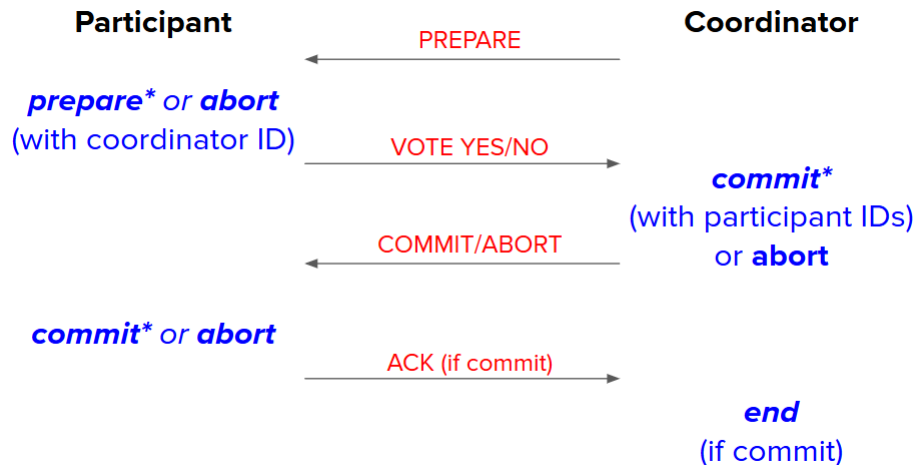 Participant
Coordinator
PREPARE
prepare* or abort
(with coordinator ID)
VOTE YES/NO
commit*
(with participant IDs)
or abort
COMMIT/ABORT
commit* or abort
ACK (if commit)
end
(if commit)